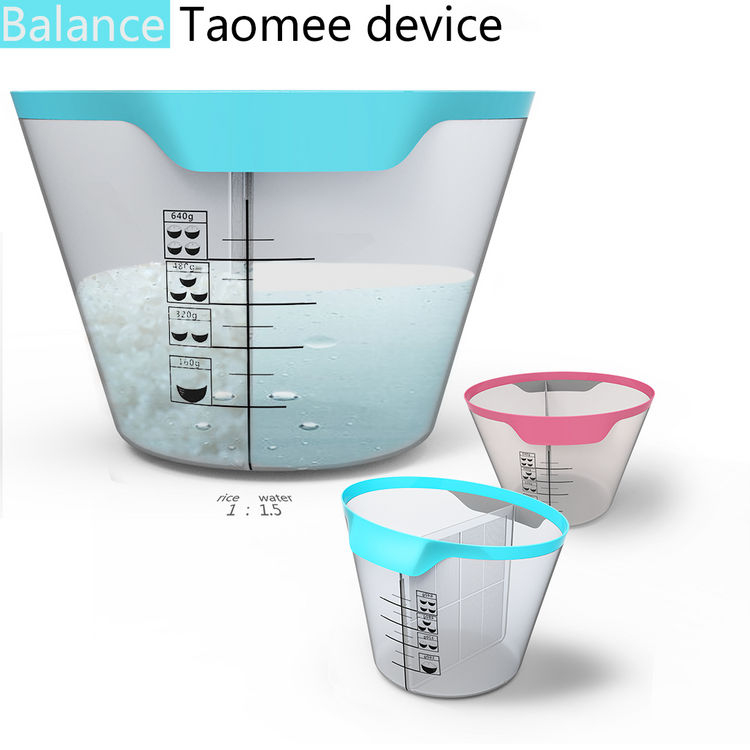 Balance Taomee device
640g
480g
320g
160g
rice water
1 : 1.5